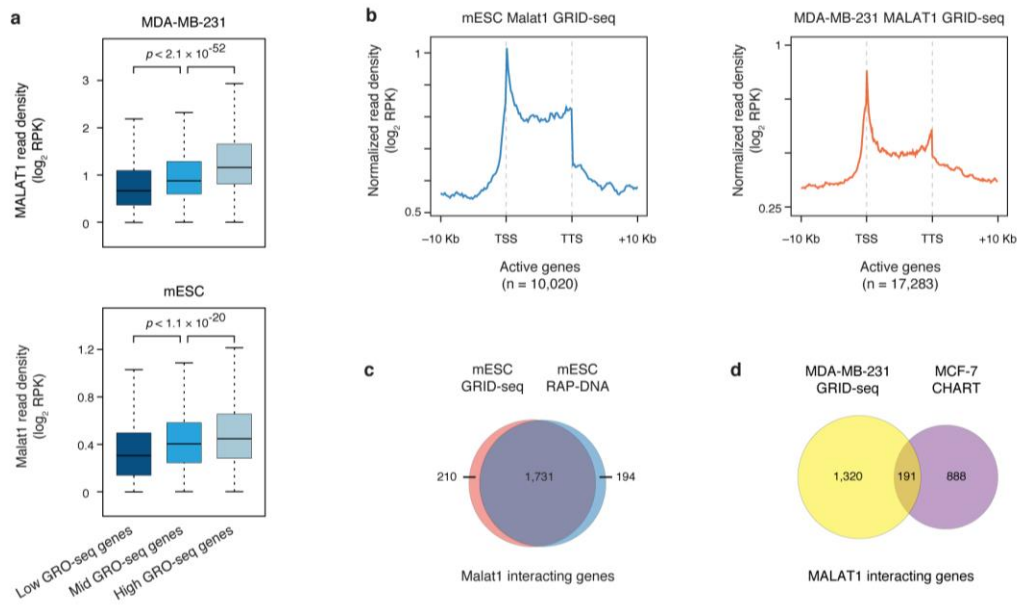 a
MDA-MB-231
p < 2.1 × 10-52
MALAT1 read density
(log2 RPK)
3
2
1
0
mESC
p < 1.1 × 10-20
Malat1 read density
(log2 RPK)
1.2
0.8
0.4
0
Low GRO-seq genes
Mid GRO-seq genes
High GRO-seq genes
b
mESC Malat1 GRID-seq
Normalized read density
(log2 RPK)
1
0.5
−10 Kb TSS TTS +10 Kb
Active genes
(n = 10,020)
MDA-MB-231 MALAT1 GRID-seq
Normalized read density
(log2 RPK)
1
0.25
−10 Kb TSS TTS +10 Kb
Active genes
(n = 17,283)
c
mESC
GRID-seq
mESC
RAP-DNA
210 1,731 194
Malat1 interacting genes
d
MDA-MB-231
GRID-seq
MCF-7
CHART
1,320 191 888
MALAT1 interacting genes